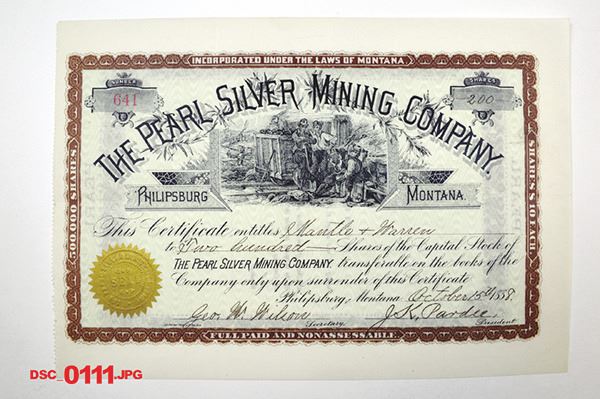 INCORPORATED UNDER THE LAWS OF MONTANA
NUMBER
641
SHARES
200
THE PEARL SILVER MINING COMPANY.
PHILIPSBURG
MONTANA.
500,000 SHARES.
SHARES $10 EACH.
This Certificate entitles Mantle & Warren
to Two hundred Shares of the Capital Stock of
THE PEARL SILVER MINING COMPANY, transferable on the books of the
Company only upon surrender of this Certificate
Philipsburg, Montana, October 15th 1889.
Geo. W. Wilson
Secretary.
J. K. Pardee
President
FULL PAID AND NONASSESSABLE
DSC_0111.JPG